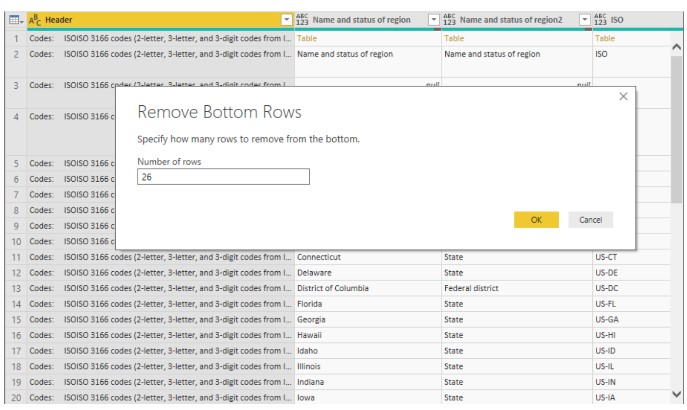 ABC Header ABC 123 Name and status of region ABC 123 Name and status of region2 ABC 123 ISO
1 Codes: ISOISO 3166 codes (2-letter, 3-letter, and 3-digit codes from I... Table Table Table
2 Codes: ISOISO 3166 codes (2-letter, 3-letter, and 3-digit codes from I... Name and status of region Name and status of region ISO
3 Codes: ISOISO 3166 codes (2-letter, 3-letter, and 3-digit codes from I... null null
Remove Bottom Rows
4 Codes: ISOISO 3166 c
Specify how many rows to remove from the bottom.
5 Codes: ISOISO 3166 c
Number of rows
6 Codes: ISOISO 3166 c
26
7 Codes: ISOISO 3166 c
8 Codes: ISOISO 3166 c
OK Cancel
9 Codes: ISOISO 3166 c
10 Codes: ISOISO 3166 c
11 Codes: ISOISO 3166 codes (2-letter, 3-letter, and 3-digit codes from I... Connecticut State US-CT
12 Codes: ISOISO 3166 codes (2-letter, 3-letter, and 3-digit codes from I... Delaware State US-DE
13 Codes: ISOISO 3166 codes (2-letter, 3-letter, and 3-digit codes from I... District of Columbia Federal district US-DC
14 Codes: ISOISO 3166 codes (2-letter, 3-letter, and 3-digit codes from I... Florida State US-FL
15 Codes: ISOISO 3166 codes (2-letter, 3-letter, and 3-digit codes from I... Georgia State US-GA
16 Codes: ISOISO 3166 codes (2-letter, 3-letter, and 3-digit codes from I... Hawaii State US-HI
17 Codes: ISOISO 3166 codes (2-letter, 3-letter, and 3-digit codes from I... Idaho State US-ID
18 Codes: ISOISO 3166 codes (2-letter, 3-letter, and 3-digit codes from I... Illinois State US-IL
19 Codes: ISOISO 3166 codes (2-letter, 3-letter, and 3-digit codes from I... Indiana State US-IN
20 Codes: ISOISO 3166 codes (2-letter, 3-letter, and 3-digit codes from I... Iowa State US-IA